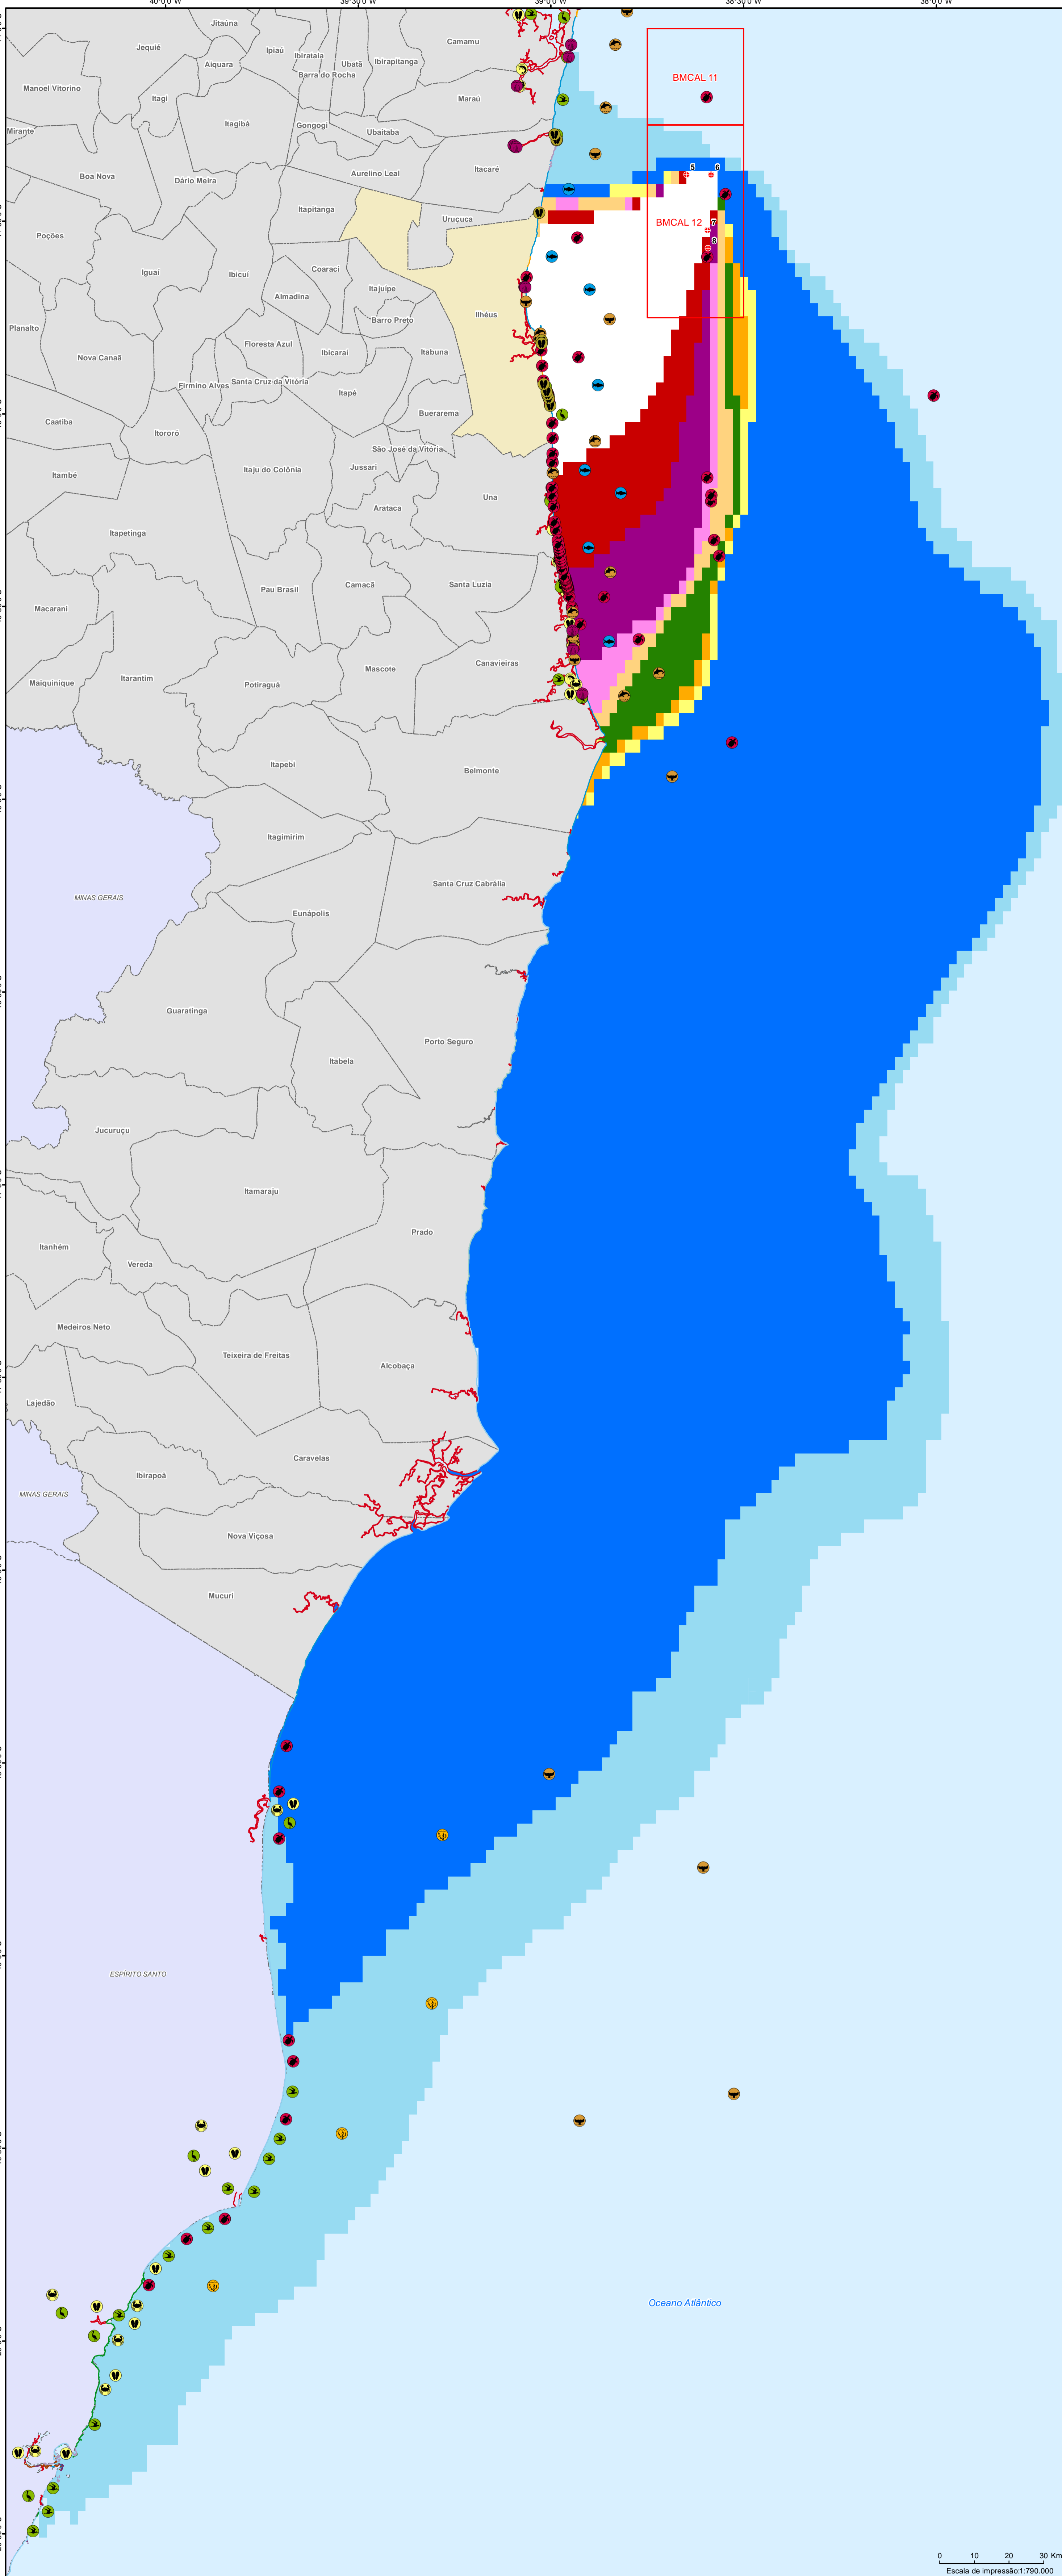 40°0'0"W
39°30'0"W
39°0'0"W
38°30'0"W
38°0'0"W
Jitaúna
Camamu
Jequié
Ipiaú
Ibirataia
Aiquara
Ubatã
Ibirapitanga
Barra do Rocha
BMCAL 11
Manoel Vitorino
Itagi
Maraú
Itagibá
Gongogi
Mirante
Ubaitaba
5
6
Itacaré
Boa Nova
Dário Meira
Aurelino Leal
Itapitanga
Uruçuca
BMCAL 12
7
Poções
8
Iguaí
Ibicuí
Coaraci
Itajuípe
Almadina
Ilhéus
Barro Preto
Planalto
Floresta Azul
Nova Canaã
Ibicaraí
Itabuna
Firmino Alves
Santa Cruz da Vitória
Itapé
Caatiba
Buerarema
Itororó
São José da Vitória
Itambé
Itaju do Colônia
Jussari
Una
Arataca
Itapetinga
Pau Brasil
Camacã
Santa Luzia
Macarani
Canavieiras
Mascote
Maiquinique
Itarantim
Potiraguá
Itapebi
Belmonte
Itagimirim
Santa Cruz Cabrália
MINAS GERAIS
Eunápolis
Guaratinga
Porto Seguro
Itabela
Jucuruçu
Itamaraju
Prado
Itanhém
Vereda
Medeiros Neto
Teixeira de Freitas
Alcobaça
Lajedão
Caravelas
Ibirapoã
MINAS GERAIS
Nova Viçosa
Mucuri
ESPÍRITO SANTO
Oceano Atlântico
0 10 20 30 Km
Escala de impressão:1:790.000